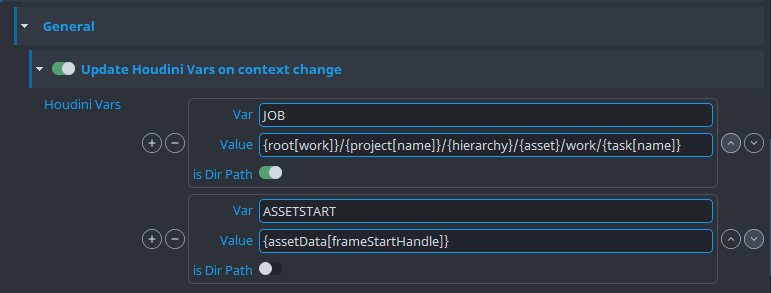 General
Update Houdini Vars on context change
Houdini Vars
Var JOB
Value {root[work]}/{project[name]}/{hierarchy}/{asset}/work/{task[name]}
is Dir Path
Var ASSETSTART
Value {assetData[frameStartHandle]}
is Dir Path